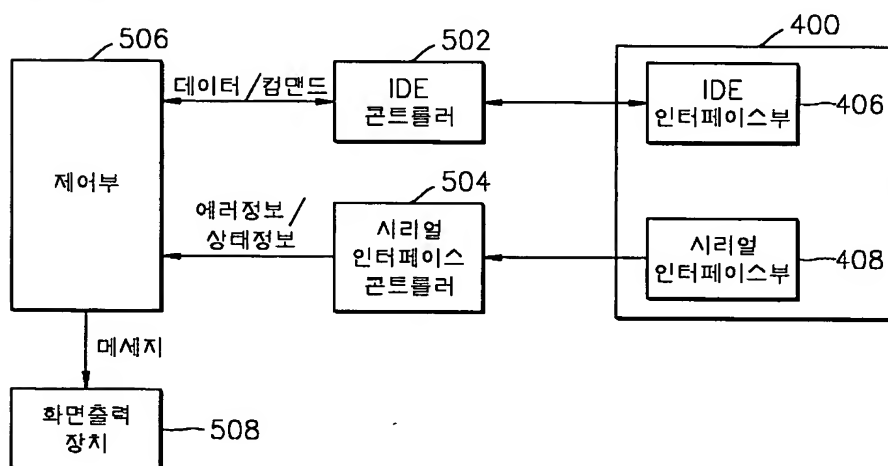 506
502
400
데이터/컴맨드
IDE
콘트롤러
IDE
인터페이스부
406
제어부
504
에러정보/
상태정보
시리얼
인터페이스
콘트롤러
시리얼
인터페이스부
408
메세지
화면출력
장치
508